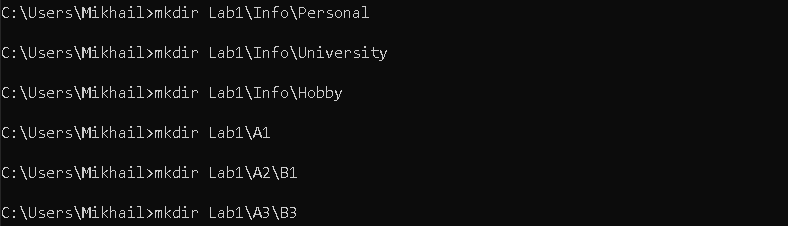 C:\Users\Mikhail>mkdir Lab1\Info\Personal
C:\Users\Mikhail>mkdir Lab1\Info\University
C:\Users\Mikhail>mkdir Lab1\Info\Hobby
C:\Users\Mikhail>mkdir Lab1\A1
C:\Users\Mikhail>mkdir Lab1\A2\B1
C:\Users\Mikhail>mkdir Lab1\A3\B3